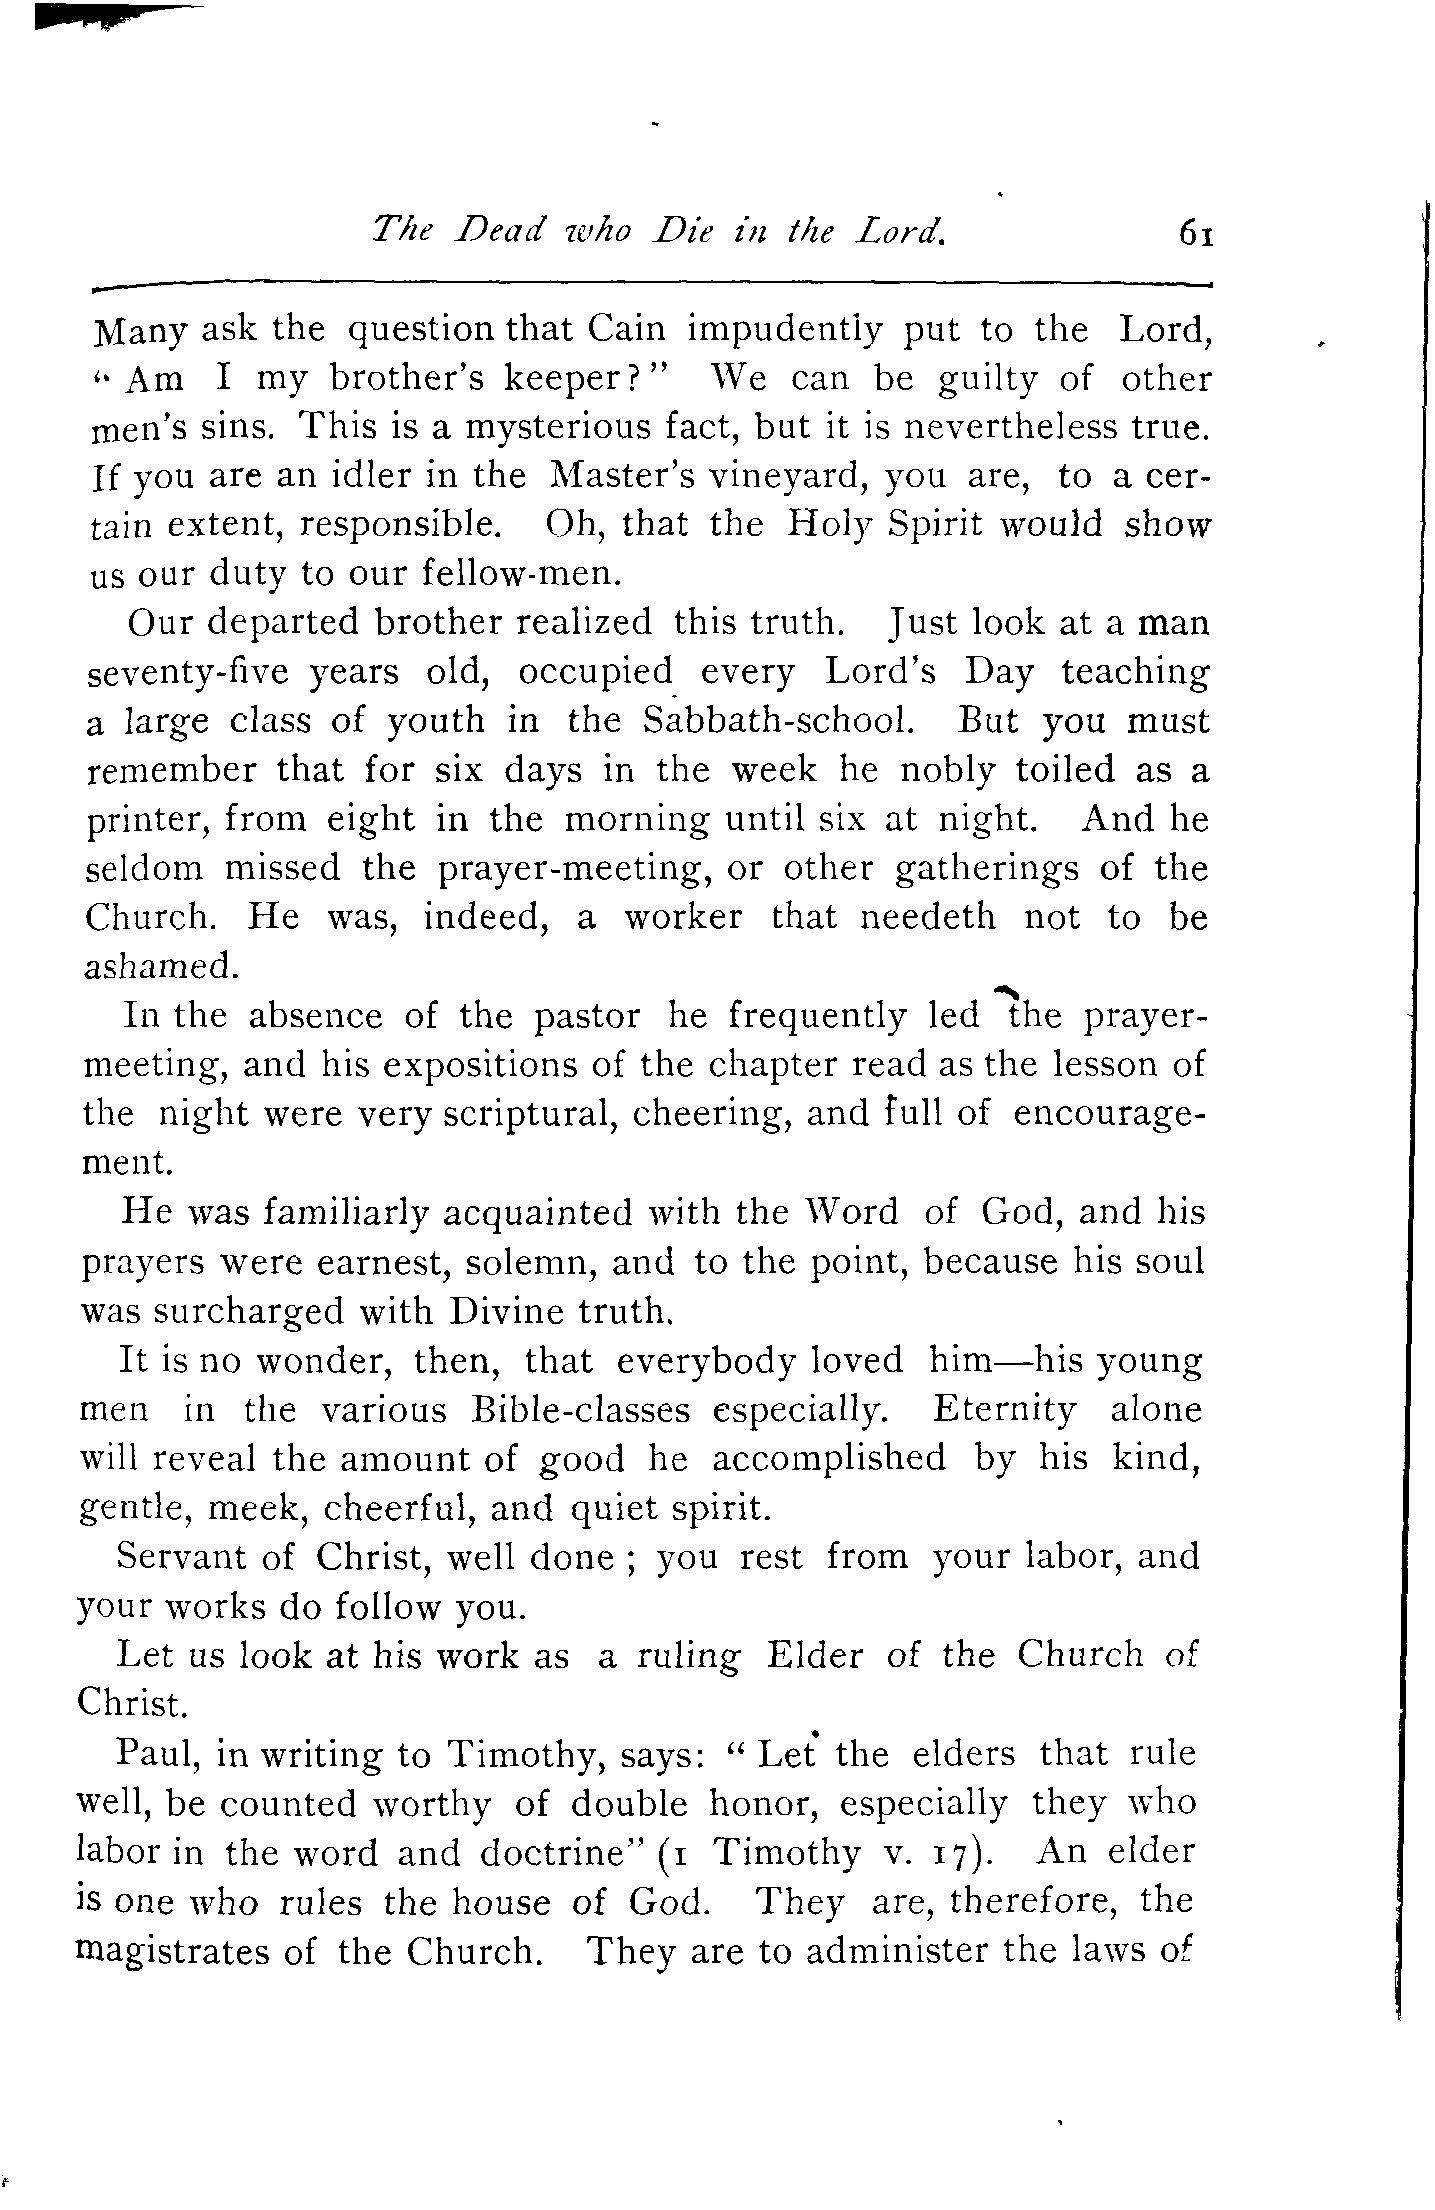 The Dead who Die in the Lord. 61
Many ask the question that Cain impudently put to the Lord,
“ Am I my brother's keeper? ” We can be guilty of other
men's sins. This is a mysterious fact, but it is nevertheless true.
If you are an idler in the Master's vineyard, you are, to a cer-
tain extent, responsible. Oh, that the Holy Spirit would show
us our duty to our fellow-men.
Our departed brother realized this truth. Just look at a man
seventy-five years old, occupied every Lord's Day teaching
a large class of youth in the Sabbath-school. But you must
remember that for six days in the week he nobly toiled as a
printer, from eight in the morning until six at night. And he
seldom missed the prayer-meeting, or other gatherings of the
Church. He was, indeed, a worker that needeth not to be
ashamed.
In the absence of the pastor he frequently led the prayer-
meeting, and his expositions of the chapter read as the lesson of
the night were very scriptural, cheering, and full of encourage-
ment.
He was familiarly acquainted with the Word of God, and his
prayers were earnest, solemn, and to the point, because his soul
was surcharged with Divine truth.
It is no wonder, then, that everybody loved him—his young
men in the various Bible-classes especially. Eternity alone
will reveal the amount of good he accomplished by his kind,
gentle, meek, cheerful, and quiet spirit.
Servant of Christ, well done ; you rest from your labor, and
your works do follow you.
Let us look at his work as a ruling Elder of the Church of
Christ.
Paul, in writing to Timothy, says: “ Let the elders that rule
well, be counted worthy of double honor, especially they who
labor in the word and doctrine” (1 Timothy v. 17). An elder
is one who rules the house of God. They are, therefore, the
magistrates of the Church. They are to administer the laws of